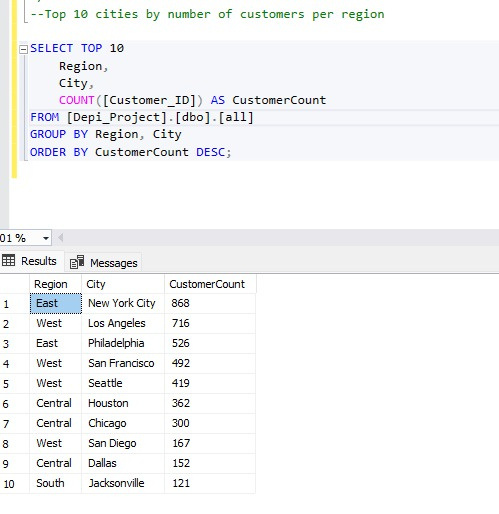 --Top 10 cities by number of customers per region
SELECT TOP 10
Region,
City,
COUNT([Customer_ID]) AS CustomerCount
FROM [Depi_Project].[dbo].[all]
GROUP BY Region, City
ORDER BY CustomerCount DESC;
01 %
Results Messages
Region City CustomerCount
1 East New York City 868
2 West Los Angeles 716
3 East Philadelphia 526
4 West San Francisco 492
5 West Seattle 419
6 Central Houston 362
7 Central Chicago 300
8 West San Diego 167
9 Central Dallas 152
10 South Jacksonville 121